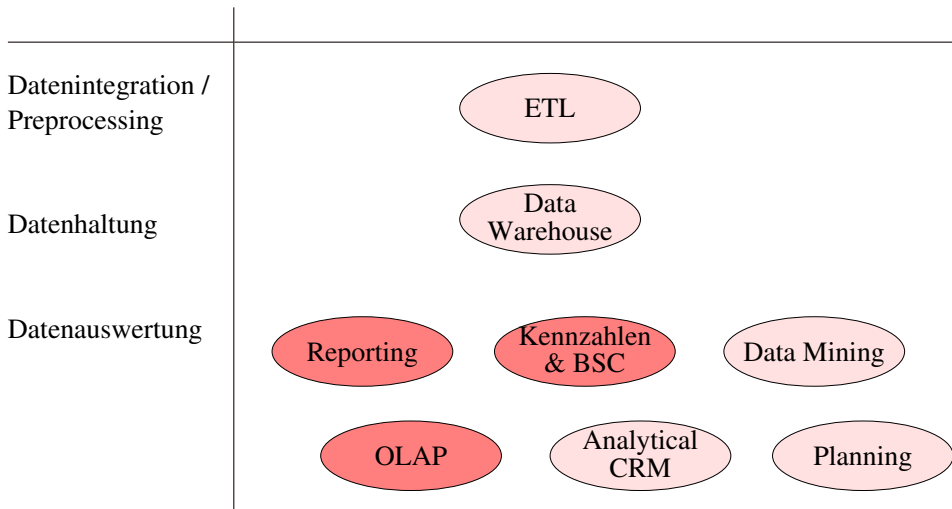 Datenintegration /
Preprocessing
ETL
Datenhaltung
Data
Warehouse
Datenauswertung
Reporting
Kennzahlen
& BSC
Data Mining
OLAP
Analytical
CRM
Planning